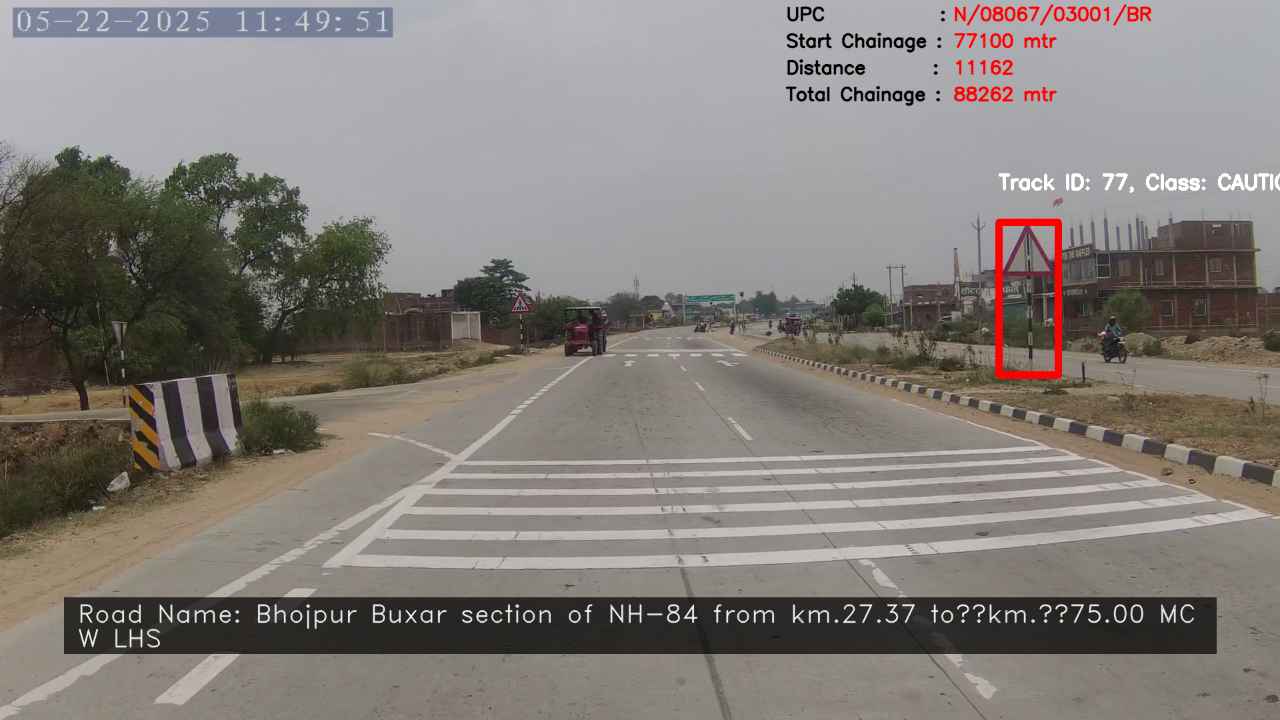 05-22-2025 11:49:51
UPC : N/08067/03001/BR
Start Chainage : 77100 mtr
Distance : 11162
Total Chainage : 88262 mtr
Track ID: 77, Class: CAUTIO
Road Name: Bhojpur Buxar section of NH-84 from km.27.37 to??km.??75.00 MC
W LHS